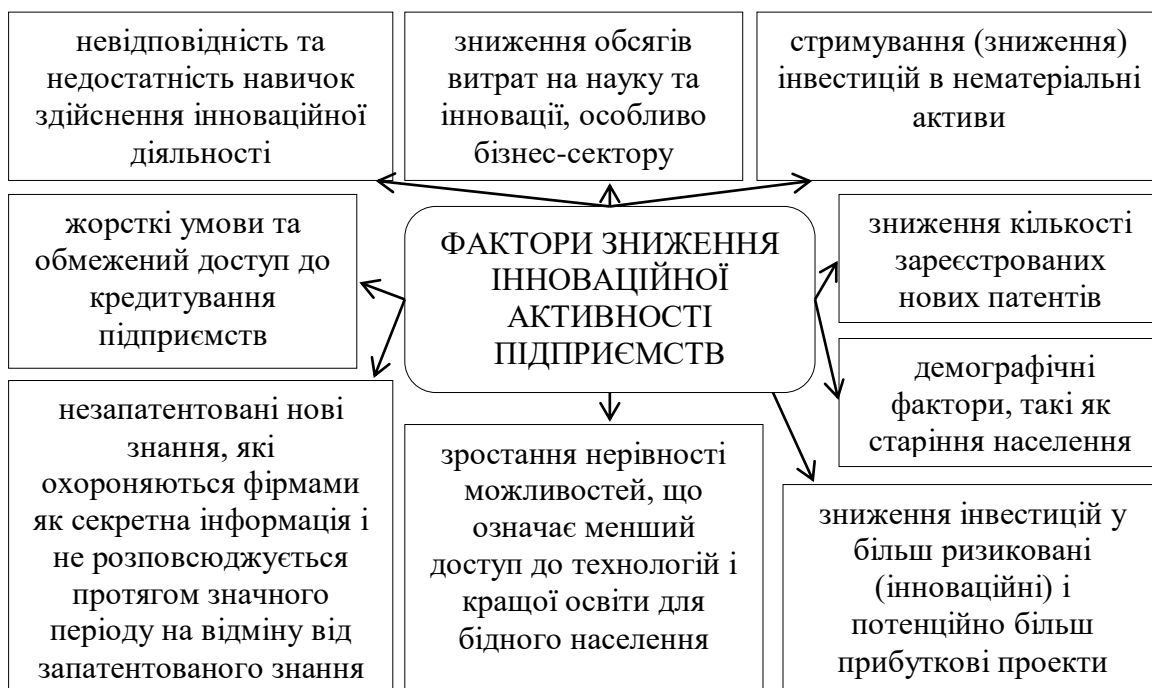 невідповідність та
недостатність навичок
здійснення інноваційної
діяльності
зниження обсягів
витрат на науку та
інновації, особливо
бізнес-сектору
стримування (зниження)
інвестицій в нематеріальні
активи
жорсткі умови та
обмежений доступ до
кредитування
підприємств
ФАКТОРИ ЗНИЖЕННЯ
ІННОВАЦІЙНОЇ
АКТИВНОСТІ
ПІДПРИЄМСТВ
зниження кількості
зареєстрованих
нових патентів
демографічні
фактори, такі як
старіння населення
незапатентовані нові
знання, які
охороняються фірмами
як секретна інформація і
не розповсюджується
протягом значного
періоду на відміну від
запатентованого знання
зростання нерівності
можливостей, що
означає менший
доступ до технологій і
кращої освіти для
бідного населення
зниження інвестицій у
більш ризиковані
(інноваційні) і
потенційно більш
прибуткові проекти